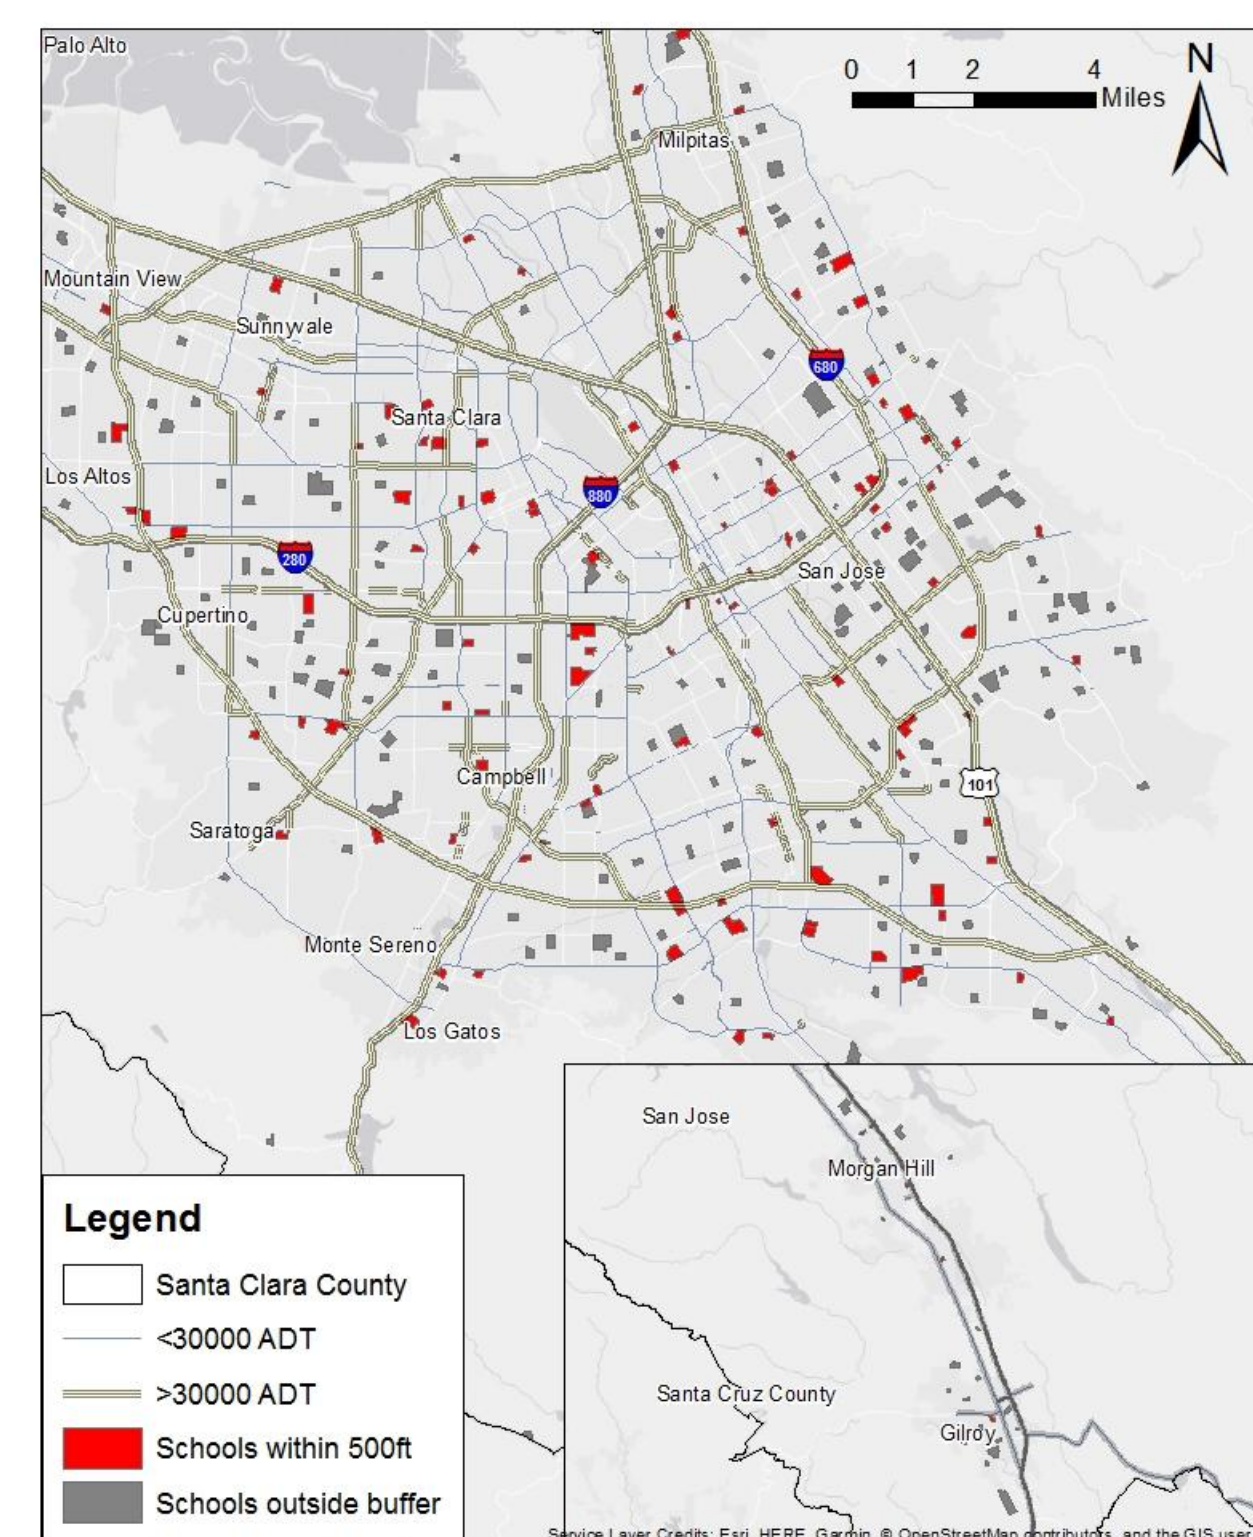 Palo Alto
0 1 2 4
Miles
N
Milpitas
Mountain View
Sunnyvale
680
Santa Clara
Los Altos
880
280
San Jose
Cupertino
101
Campbell
Saratoga
Monte Sereno
Los Gatos
San Jose
Morgan Hill
Santa Cruz County
Gilroy
Legend
Santa Clara County
<30000 ADT
>30000 ADT
Schools within 500ft
Schools outside buffer
Service Layer Credits: Esri, HERE, Garmin, © OpenStreetMap contributors, and the GIS use